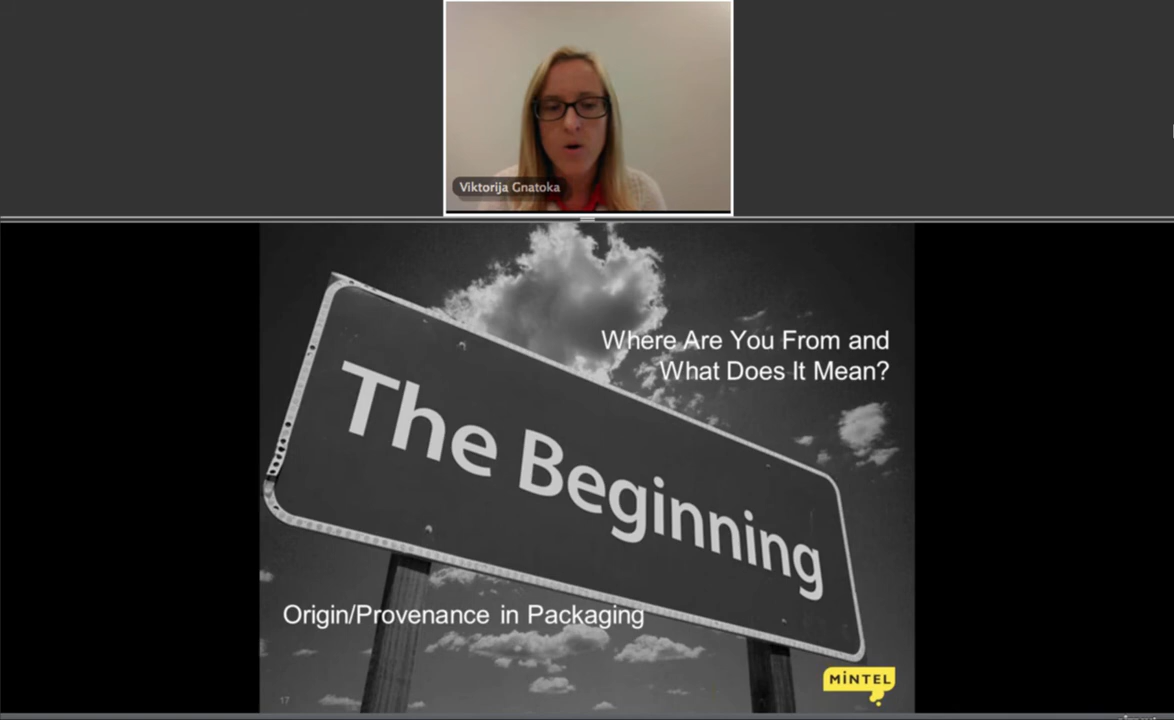 Viktorija Gnatoka
Where Are You From and
What Does It Mean?
The Beginning
Origin/Provenance in Packaging
MiNTEL
17